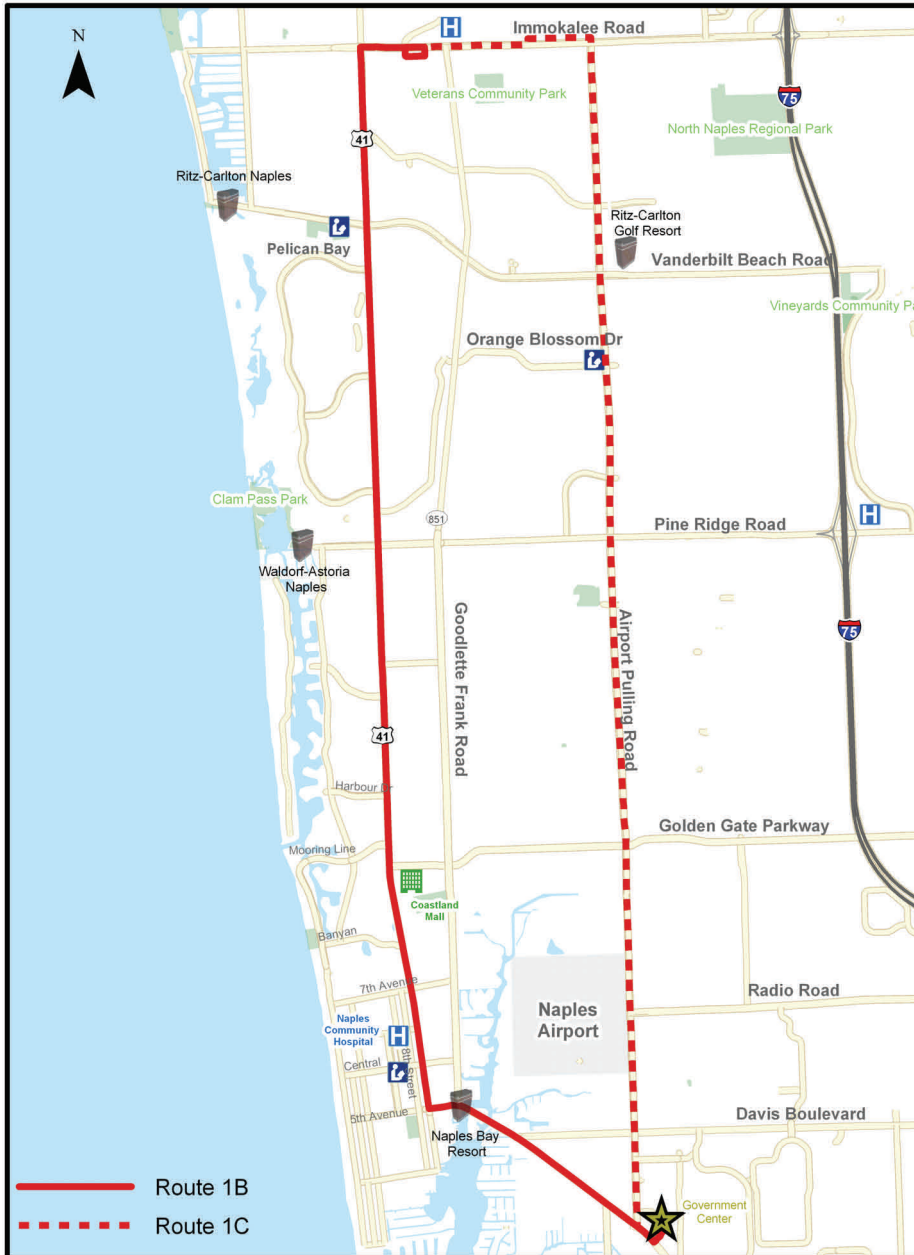 N
Immokalee Road
H
75
Veterans Community Park
North Naples Regional Park
41
Ritz-Carlton Naples
Ritz-Carlton
Golf Resort
Pelican Bay
Vanderbilt Beach Road
Vineyards Community Pa
Orange Blossom Dr
Clam Pass Park
851
H
Pine Ridge Road
Waldorf-Astoria
Naples
Goodlette Frank Road
Airport Pulling Road
75
41
Harbour Dr
Golden Gate Parkway
Mooring Line
Coastland
Mall
Banyan
7th Avenue
Radio Road
Naples
Airport
Naples
Community
Hospital
H
8th Street
Central
5th Avenue
Davis Boulevard
Naples Bay
Resort
Route 1B
Government
Center
Route 1C